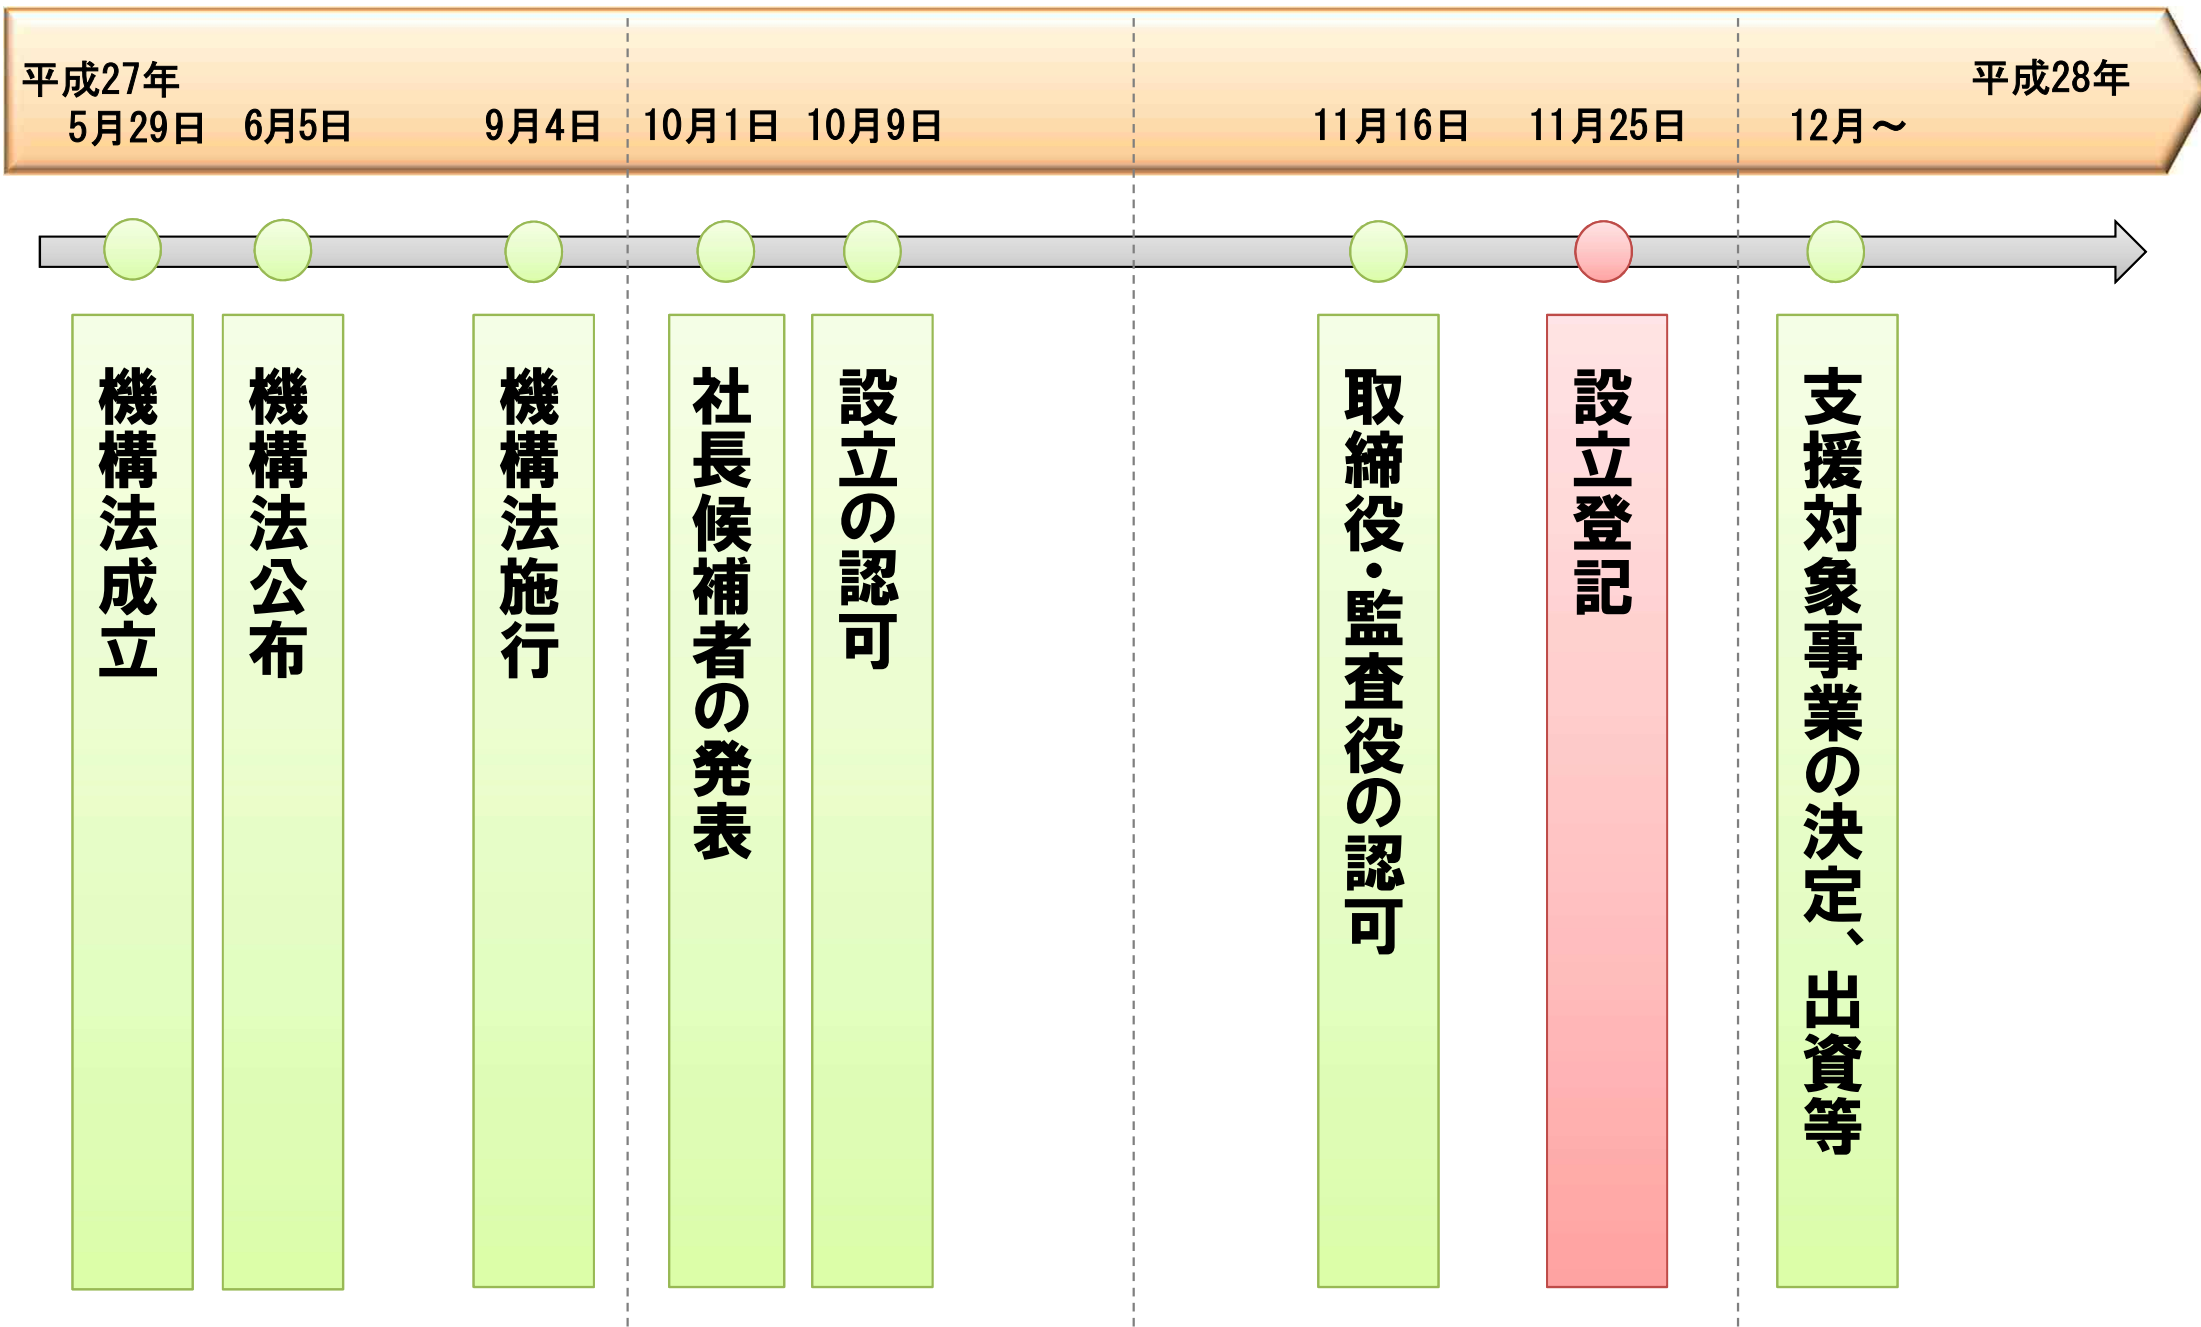 平成27年
平成28年
5月29日
6月5日
9月4日
10月1日
10月9日
11月16日
11月25日
12月～
機構法成立
機構法公布
機構法施行
社長候補者の発表
設立の認可
取締役・監査役の認可
設立登記
支援対象事業の決定、出資等